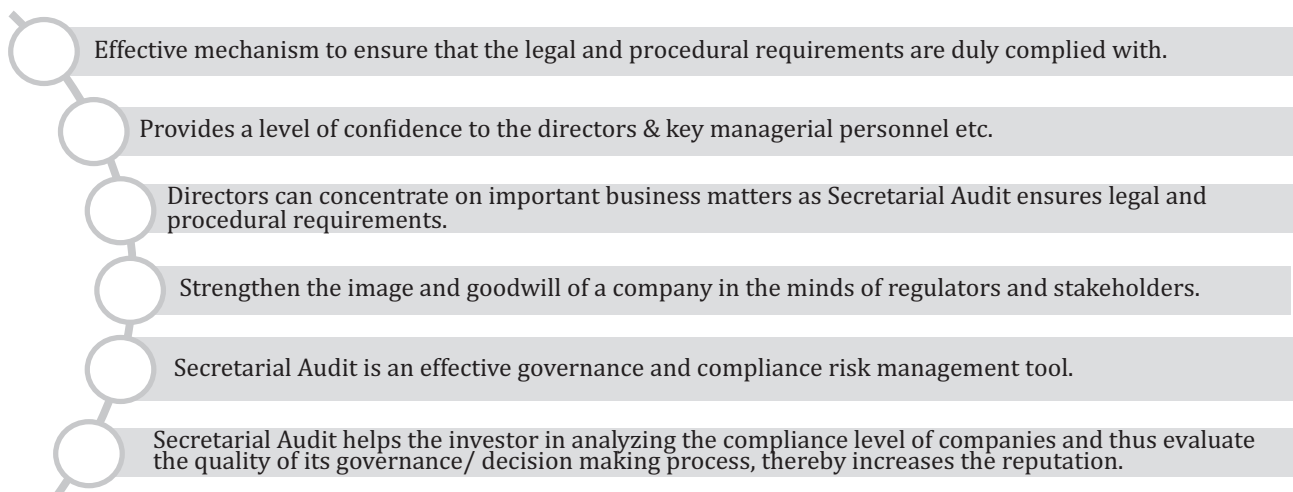 Effective mechanism to ensure that the legal and procedural requirements are duly complied with.
Provides a level of confidence to the directors & key managerial personnel etc.
Directors can concentrate on important business matters as Secretarial Audit ensures legal and
procedural requirements.
Strengthen the image and goodwill of a company in the minds of regulators and stakeholders.
Secretarial Audit is an effective governance and compliance risk management tool.
Secretarial Audit helps the investor in analyzing the compliance level of companies and thus evaluate
the quality of its governance/ decision making process, thereby increases the reputation.